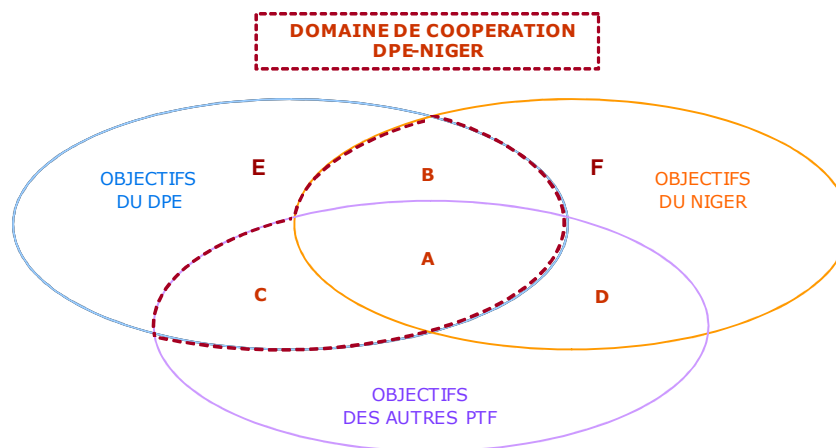 DOMAINE DE COOPERATION
DPE-NIGER
E
B
F
OBJECTIFS
DU DPE
OBJECTIFS
DU NIGER
A
C
D
OBJECTIFS
DES AUTRES PTF